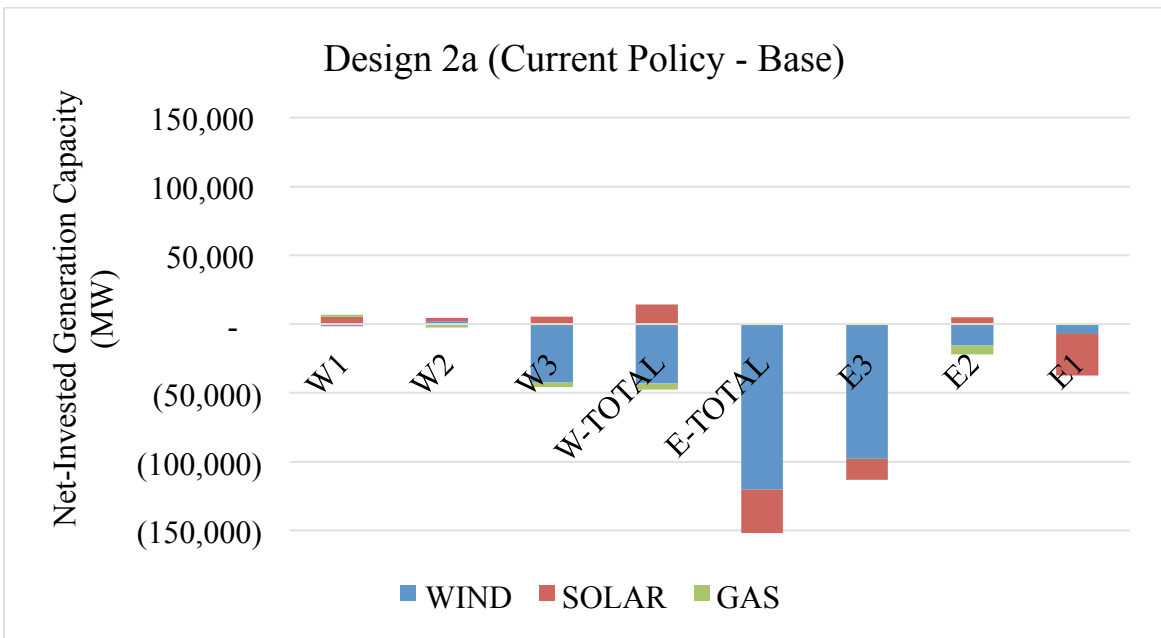 Design 2a (Current Policy - Base)
Net-Invested Generation Capacity
(MW)
150,000
100,000
50,000
-
(50,000)
(100,000)
(150,000)
W1
W2
W3
W-TOTAL
E-TOTAL
E3
E2
E1
WIND
SOLAR
GAS